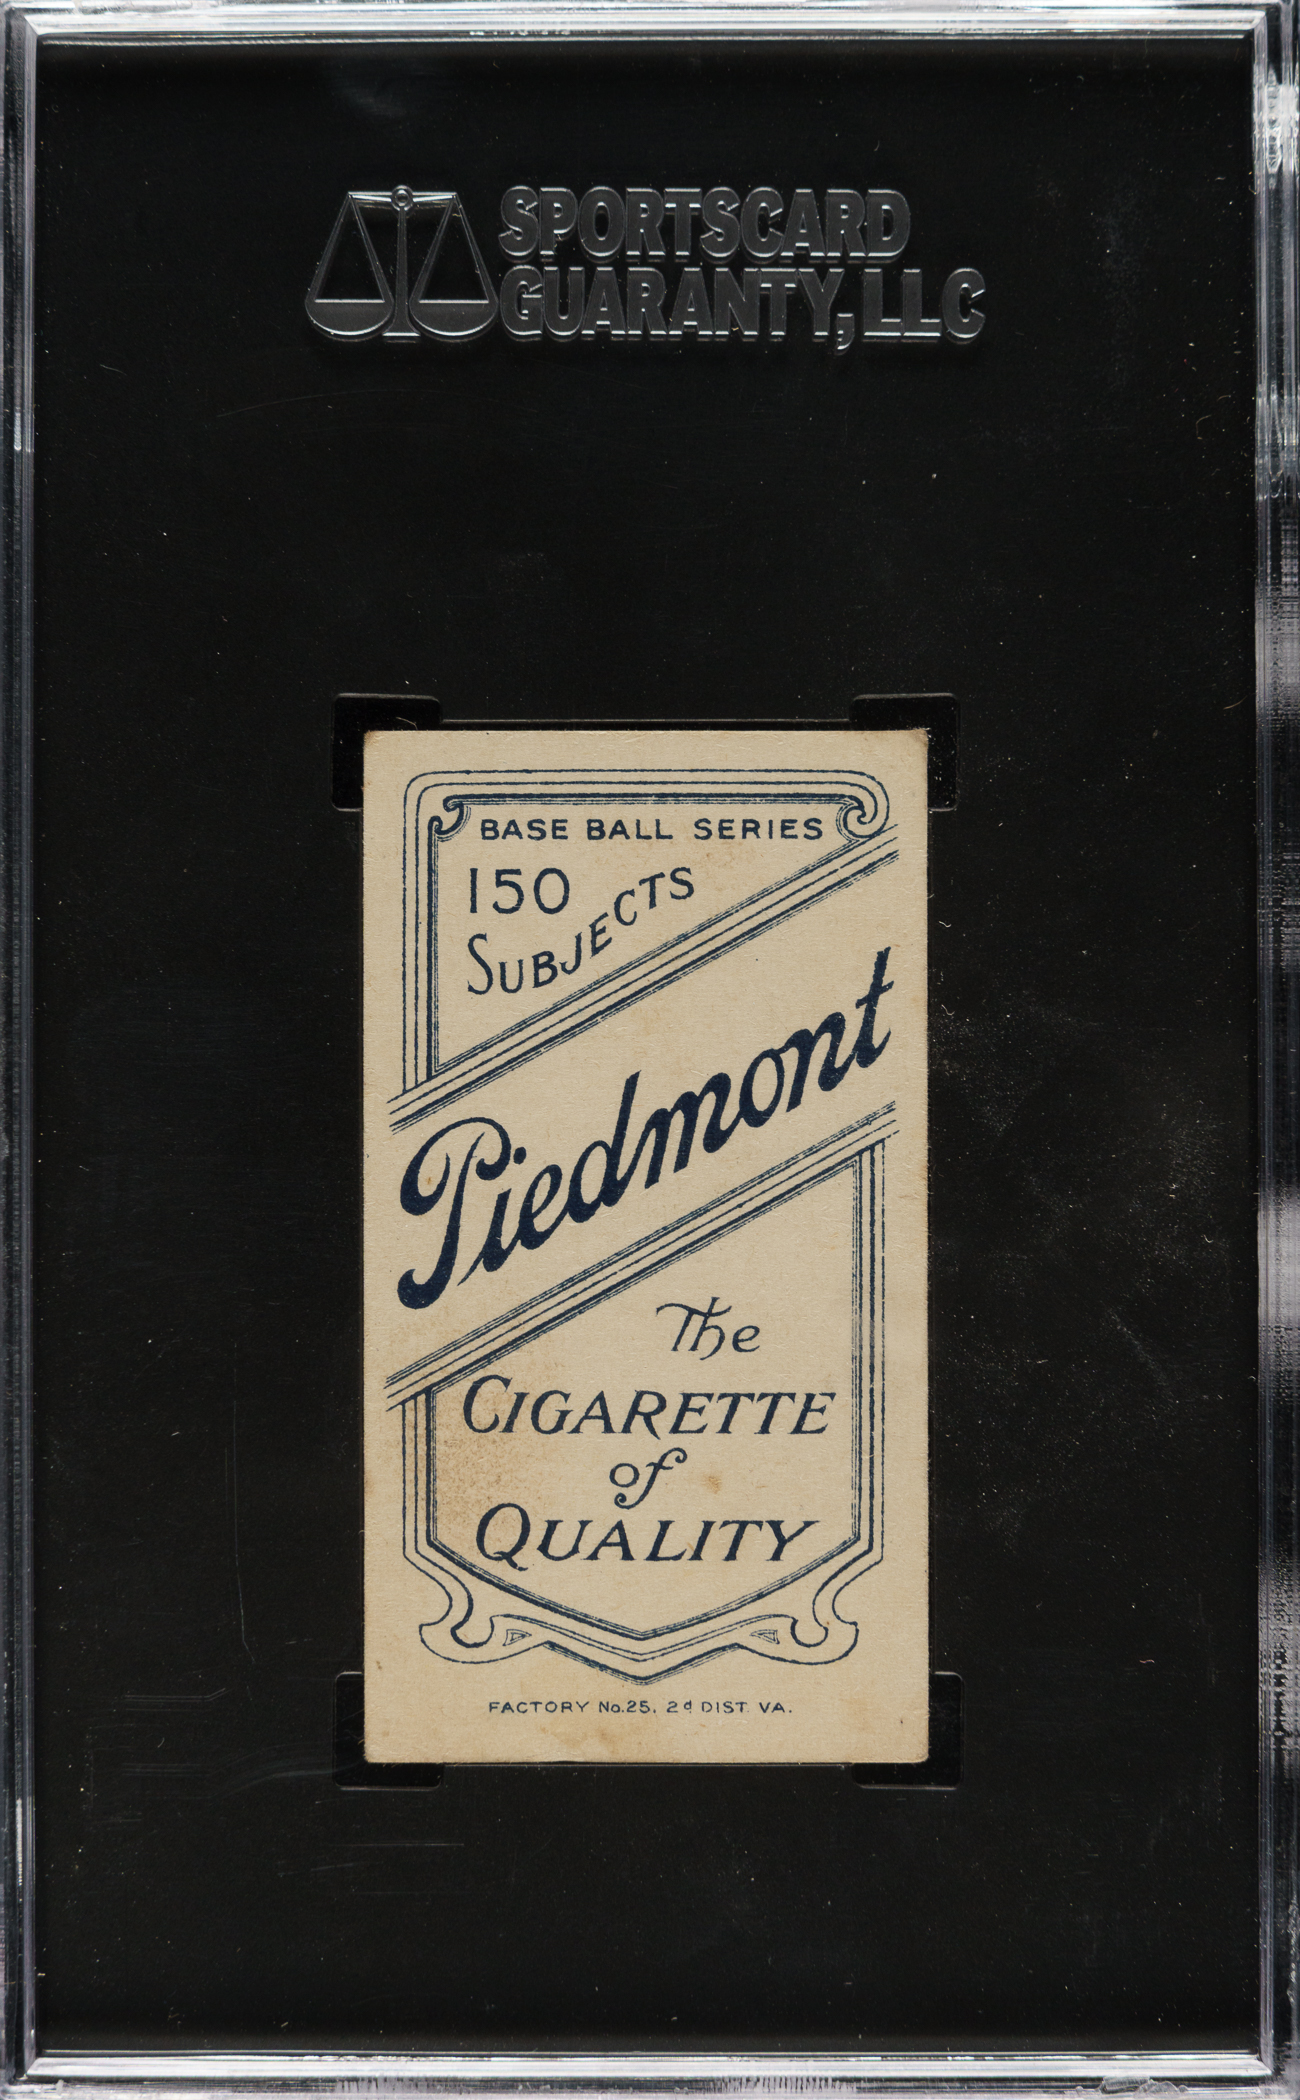 SPORTSCARD
GUARANTY, LLC
BASE BALL SERIES
150
SUBJECTS
Piedmont
The
CIGARETTE
of
QUALITY
FACTORY No.25, 2d DIST. VA.